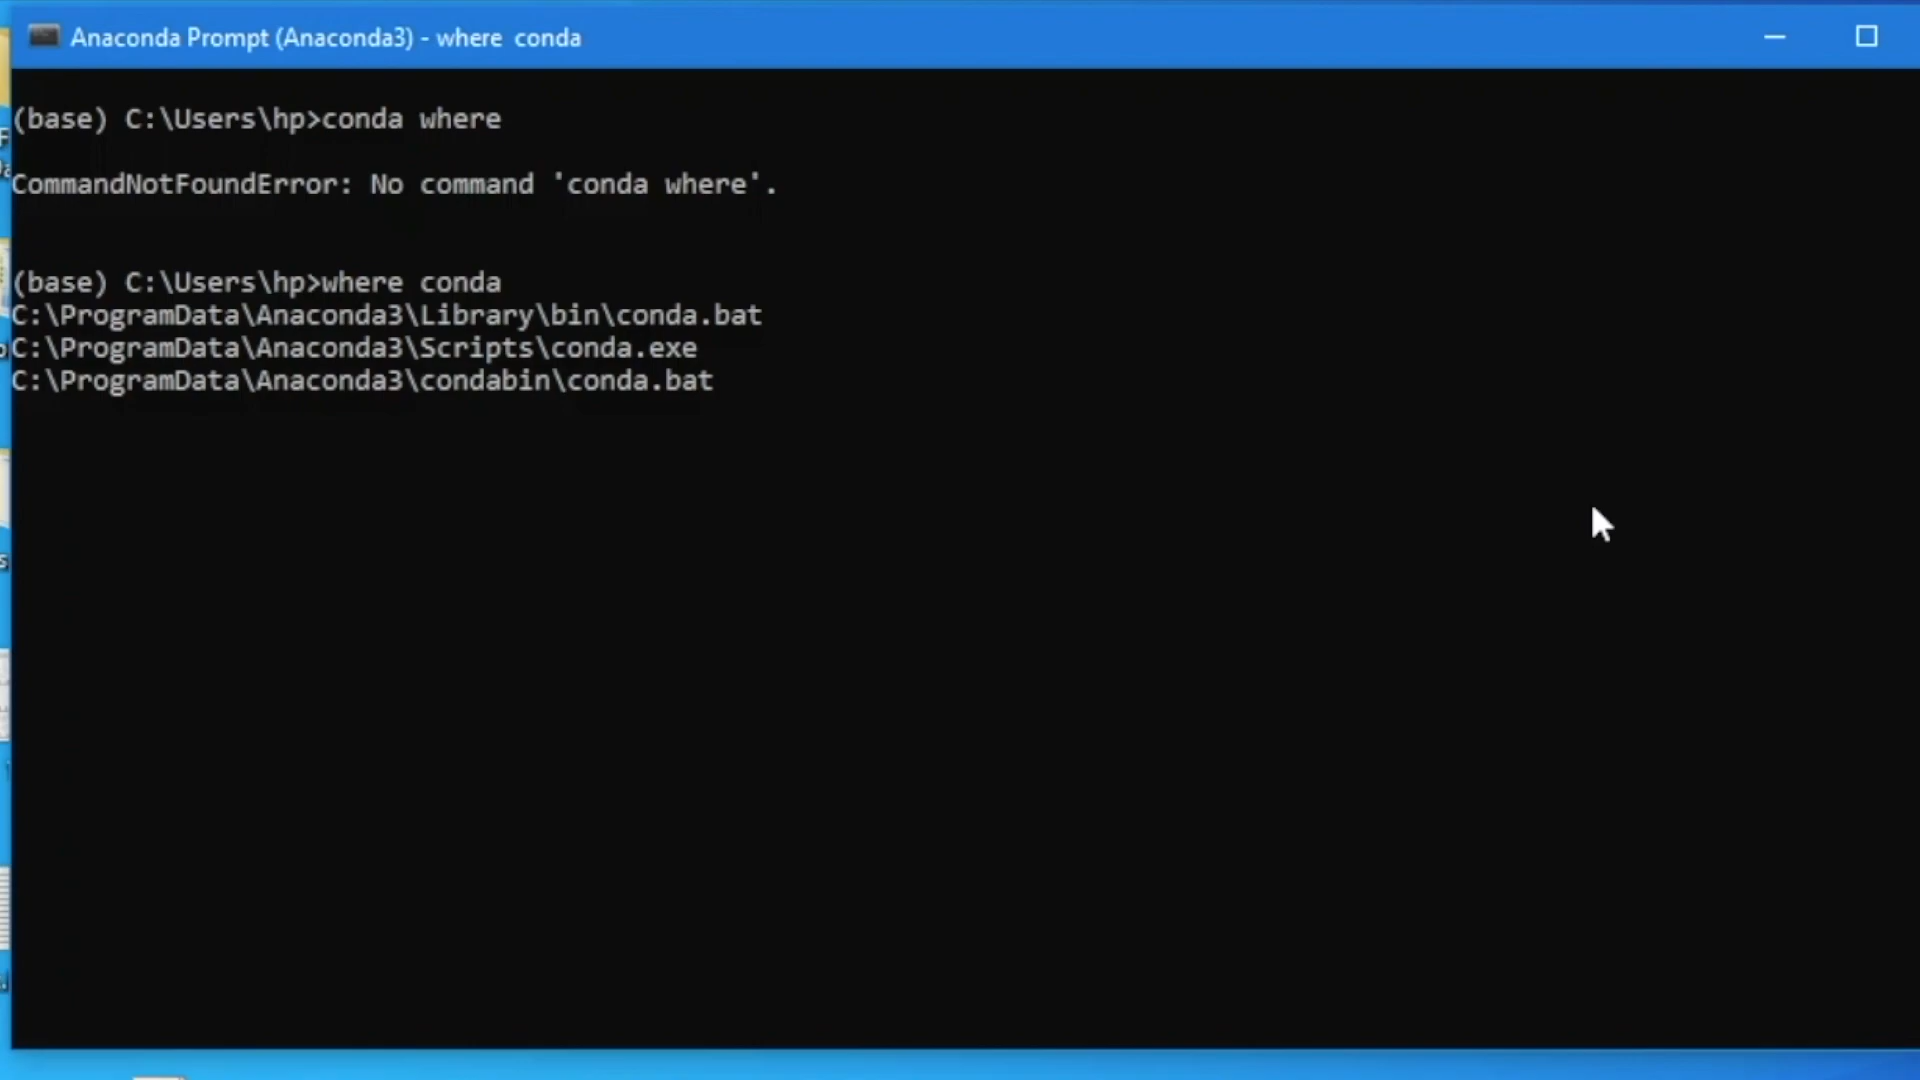 Anaconda Prompt (Anaconda3) - where  conda
(base) C:\Users\hp>conda where
CommandNotFoundError: No command 'conda where'.
(base) C:\Users\hp>where conda
C:\ProgramData\Anaconda3\Library\bin\conda.bat
C:\ProgramData\Anaconda3\Scripts\conda.exe
C:\ProgramData\Anaconda3\condabin\conda.bat